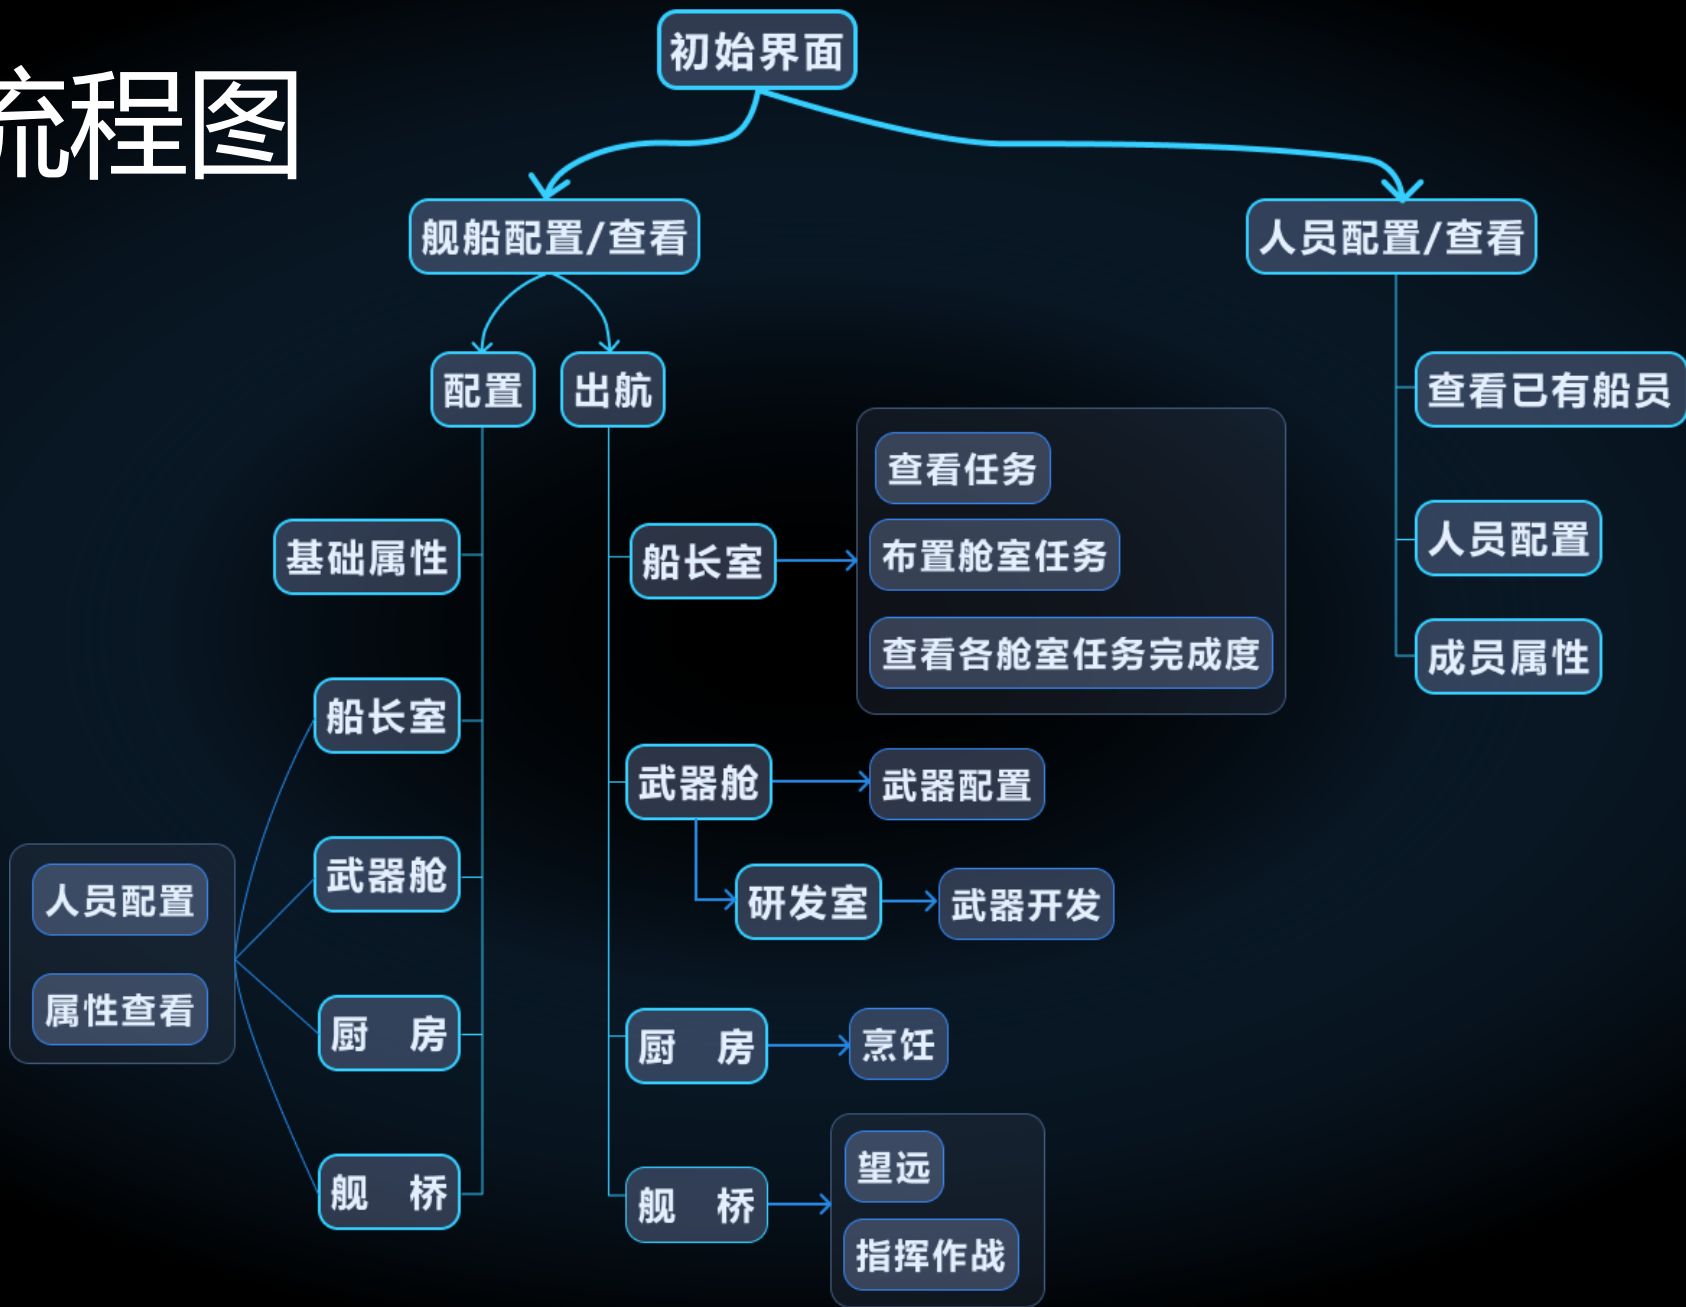 流程图
初始界面
舰船配置/查看
人员配置/查看
配置
出航
查看已有船员
人员配置
成员属性
基础属性
船长室
武器舱
厨 房
舰 桥
人员配置
属性查看
船长室
查看任务
布置舱室任务
查看各舱室任务完成度
武器舱
武器配置
研发室
武器开发
厨 房
烹饪
舰 桥
望远
指挥作战